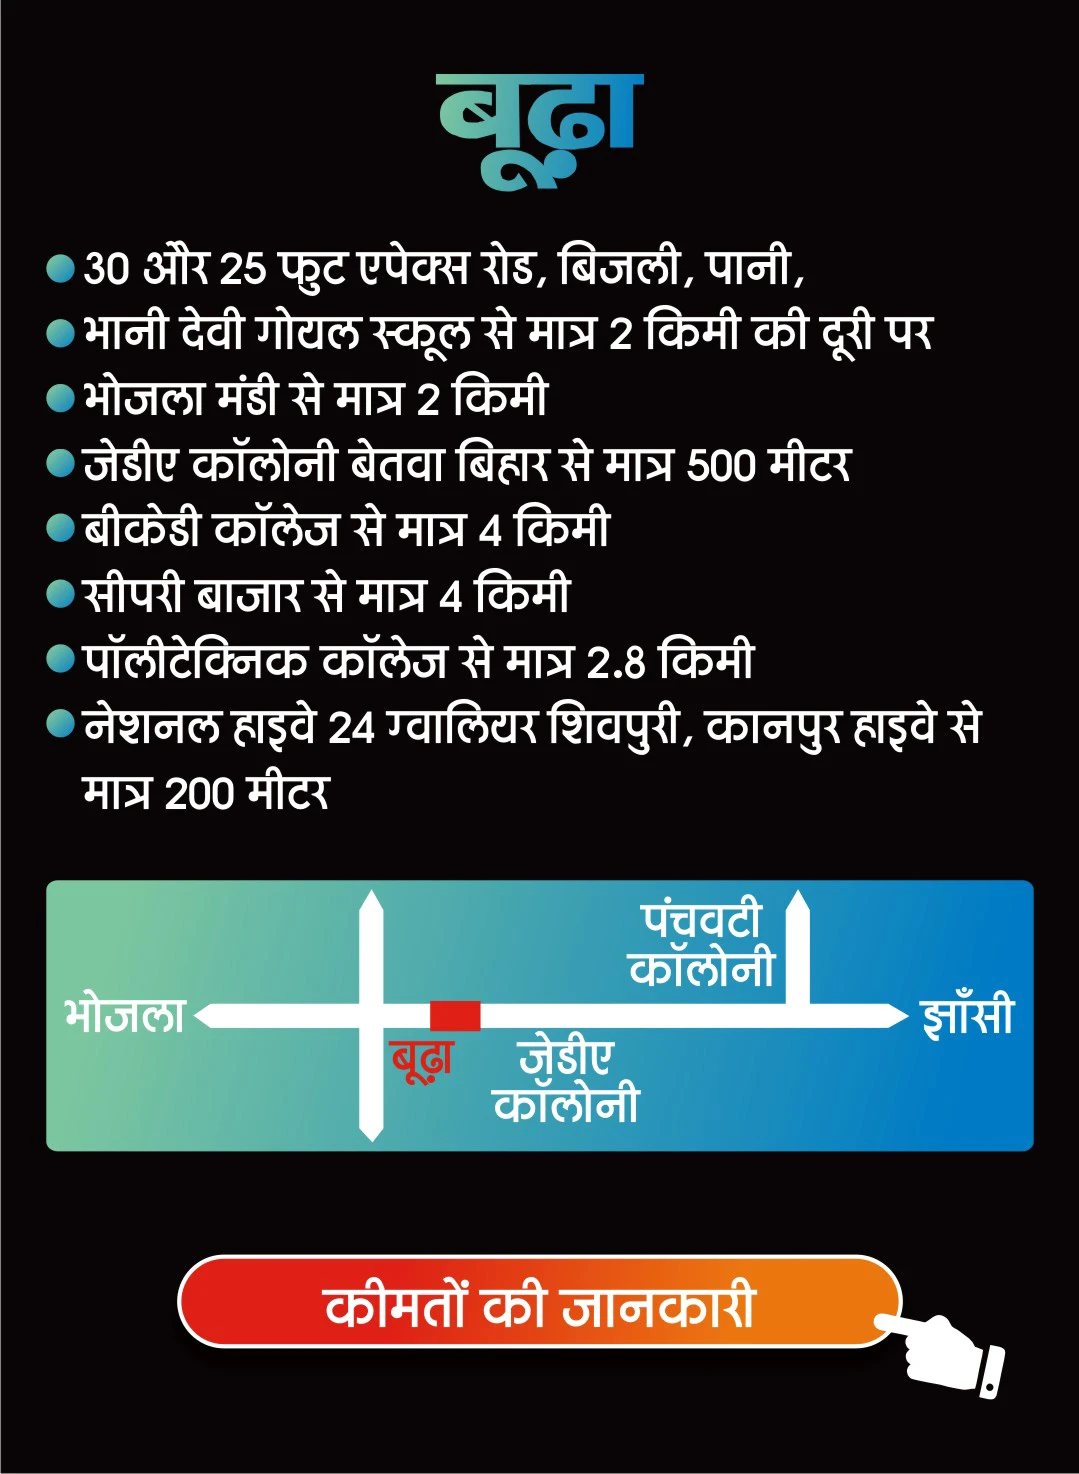 बूढ़ा
30 और 25 फुट एपेक्स रोड, बिजली, पानी,
भानी देवी गोयल स्कूल से मात्र 2 किमी की दूरी पर
भोजला मंडी से मात्र 2 किमी
जेडीए कॉलोनी बेतवा बिहार से मात्र 500 मीटर
बीकेडी कॉलेज से मात्र 4 किमी
सीपरी बाजार से मात्र 4 किमी
पॉलीटेक्निक कॉलेज से मात्र 2.8 किमी
नेशनल हाइवे 24 ग्वालियर शिवपुरी, कानपुर हाइवे से
मात्र 200 मीटर
पंचवटी
कॉलोनी
भोजला
झाँसी
बूढ़ा
जेडीए
कॉलोनी
कीमतों की जानकारी